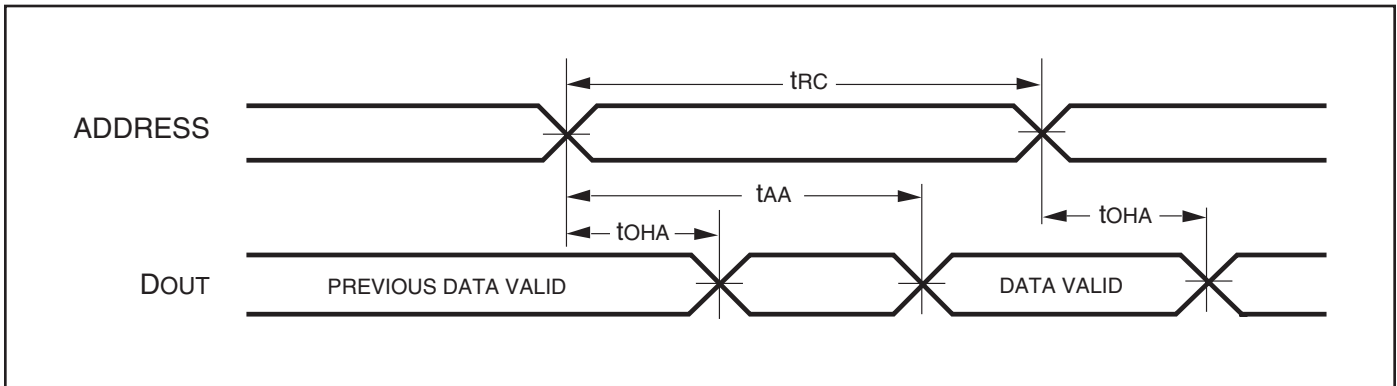 tRC
ADDRESS
tAA
tOHA
tOHA
DOUT
PREVIOUS DATA VALID
DATA VALID